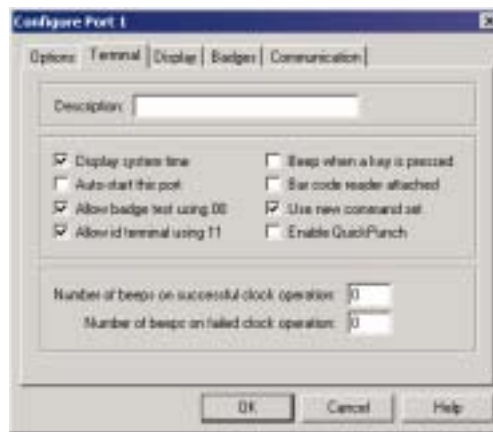 Configure Port 1
Options Terminal Display Badges Communication
Description:
Display system time
Auto-start this port
Allow badge test using 00
Allow id terminal using 11
Beep when a key is pressed
Bar code reader attached
Use new command set
Enable QuickPunch
Number of beeps on successful clock operation: 0
Number of beeps on failed clock operation: 0
OK Cancel Help